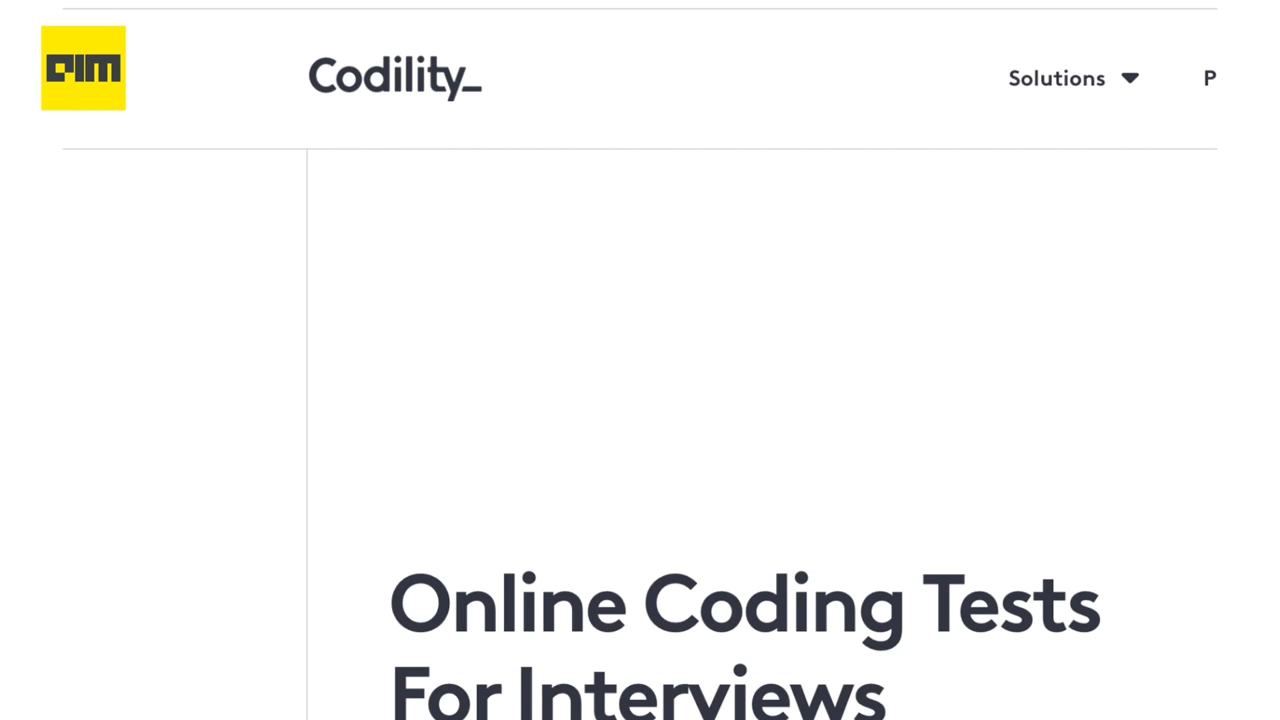 AIM
Codility_
Solutions
P
Online Coding Tests
For Interviews